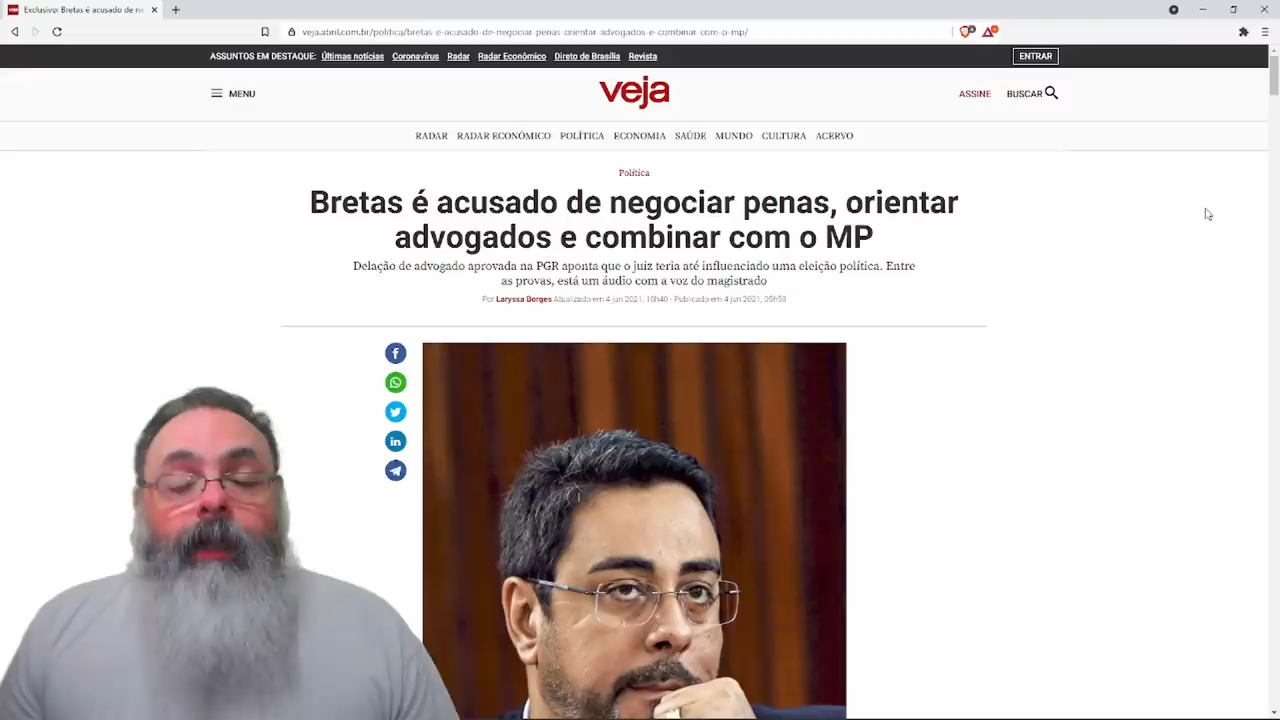 Exclusivo: Bretas é acusado de ne
veja.abril.com.br/politica/bretas-e-acusado-de-negociar-penas-orientar-advogados-e-combinar-com-o-mp/
ASSUNTOS EM DESTAQUE: Últimas notícias Coronavírus Radar Radar Econômico Direto de Brasília Revista ENTRAR
MENU veja ASSINE BUSCAR
RADAR RADAR ECONÔMICO POLÍTICA ECONOMIA SAÚDE MUNDO CULTURA ACERVO
Política
Bretas é acusado de negociar penas, orientar
advogados e combinar com o MP
Delação de advogado aprovada na PGR aponta que o juiz teria até influenciado uma eleição política. Entre
as provas, está um áudio com a voz do magistrado
Por Laryssa Borges Atualizado em 4 jun 2021, 18h40 - Publicado em 4 jun 2021, 05h58